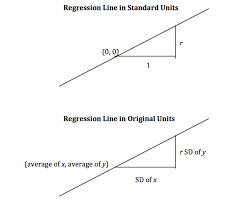 Regression Line in Standard Units
r
(0, 0)
1
Regression Line in Original Units
r SD of y
(average of x, average of y)
SD of x